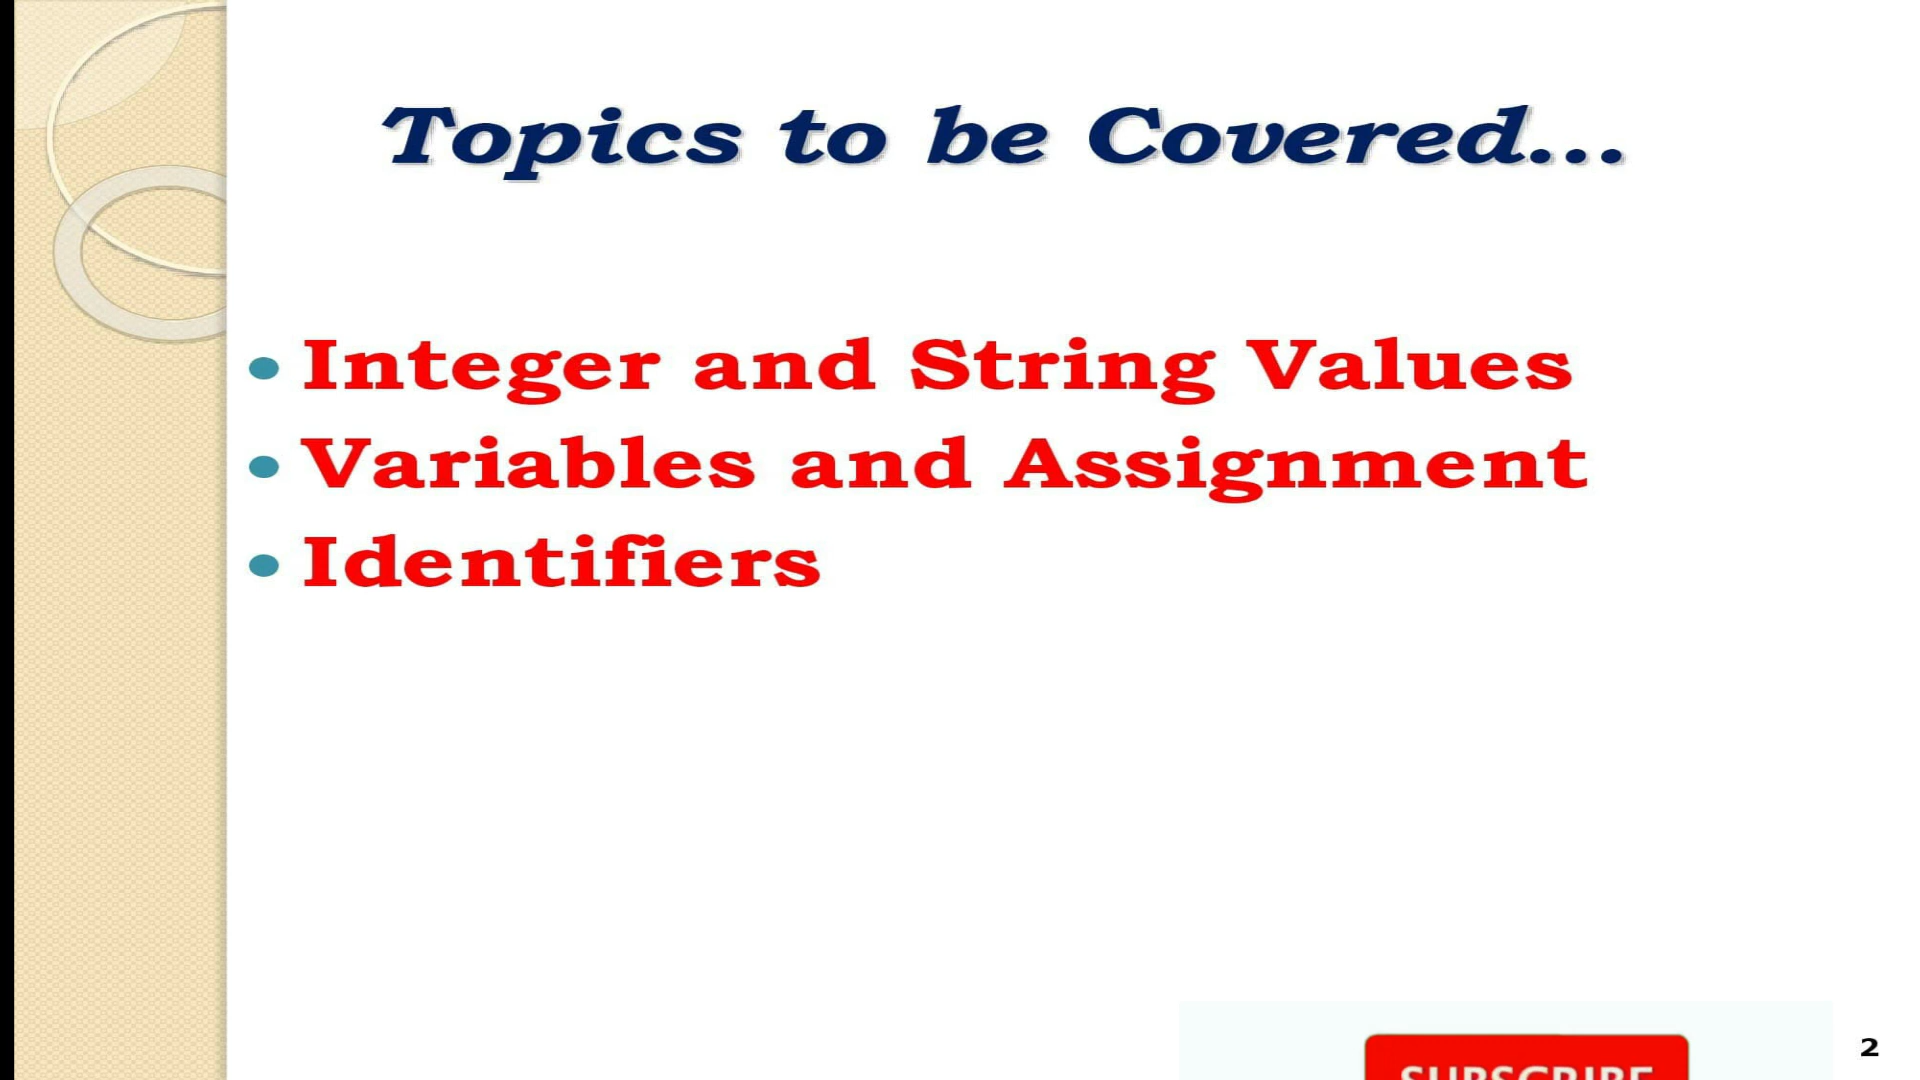 Topics to be Covered...
• Integer and String Values
• Variables and Assignment
• Identifiers
SUBSCRIBE
2